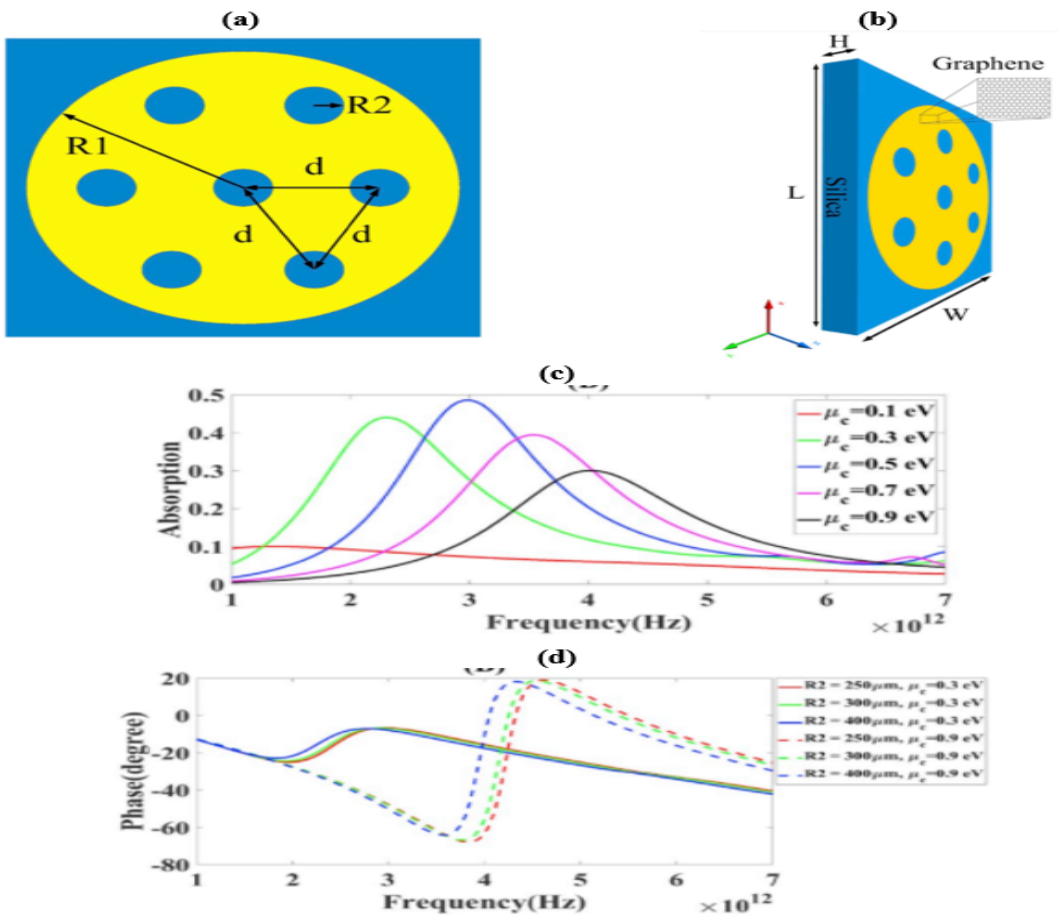 (a)
R1
R2
d
d
d
(b)
H
Graphene
L
Silica
W
(c)
0.5
0.4
0.3
0.2
0.1
0
Absorption
μc=0.1 eV
μc=0.3 eV
μc=0.5 eV
μc=0.7 eV
μc=0.9 eV
1 2 3 4 5 6 7
Frequency(Hz)
×10^12
(d)
20
0
-20
-40
-60
-80
Phase(degree)
R2 = 250μm, μc=0.3 eV
R2 = 300μm, μc=0.3 eV
R2 = 400μm, μc=0.3 eV
R2 = 250μm, μc=0.9 eV
R2 = 300μm, μc=0.9 eV
R2 = 400μm, μc=0.9 eV
1 2 3 4 5 6 7
Frequency(Hz)
×10^12